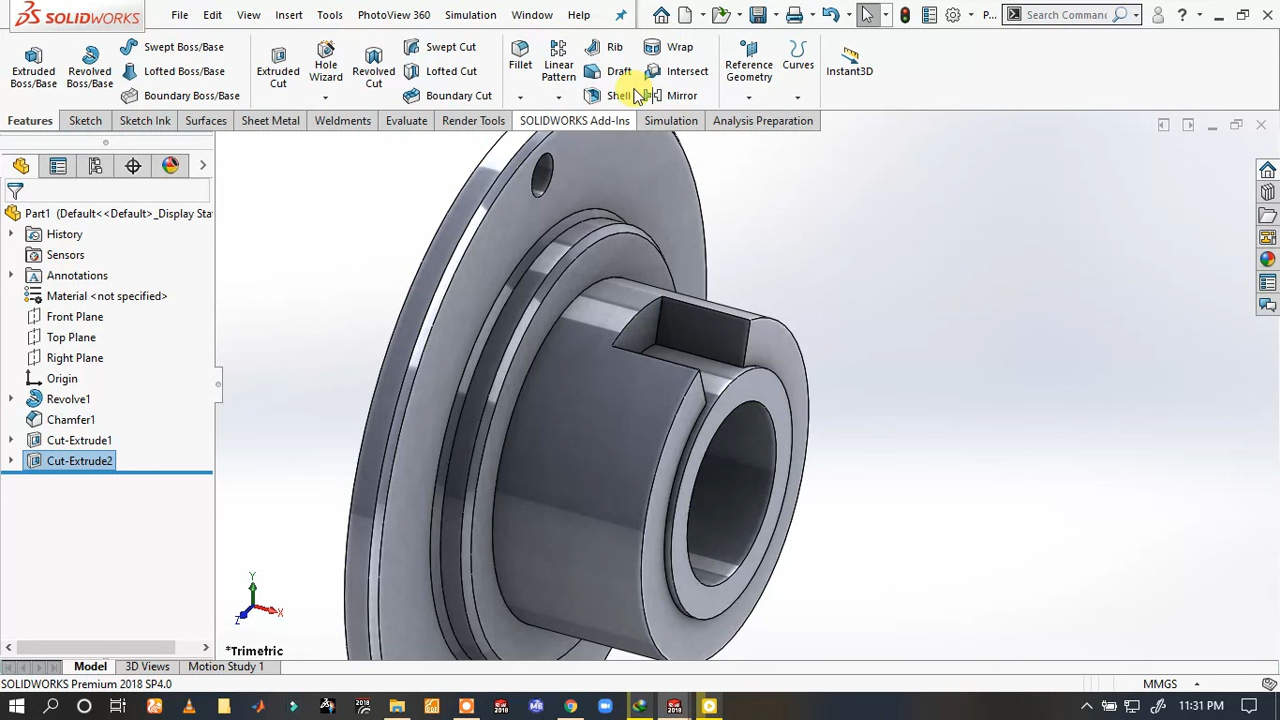 SOLIDWORKS File Edit View Insert Tools PhotoView 360 Simulation Window Help P... Search Comman ?
Extruded Boss/Base
Revolved Boss/Base
Swept Boss/Base
Lofted Boss/Base
Boundary Boss/Base
Extruded Cut
Hole Wizard
Revolved Cut
Swept Cut
Lofted Cut
Boundary Cut
Fillet
Linear Pattern
Rib
Draft
Shell
Wrap
Intersect
Mirror
Reference Geometry
Curves
Instant3D
Features Sketch Sketch Ink Surfaces Sheet Metal Weldments Evaluate Render Tools SOLIDWORKS Add-Ins Simulation Analysis Preparation
Part1 (Default<<Default>_Display Sta
History
Sensors
Annotations
Material <not specified>
Front Plane
Top Plane
Right Plane
Origin
Revolve1
Chamfer1
Cut-Extrude1
Cut-Extrude2
Y
X
Z
*Trimetric
Model 3D Views Motion Study 1
SOLIDWORKS Premium 2018 SP4.0 MMGS
11:31 PM